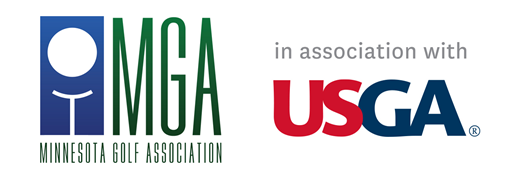 MGA
MINNESOTA GOLF ASSOCIATION
in association with
USGA®